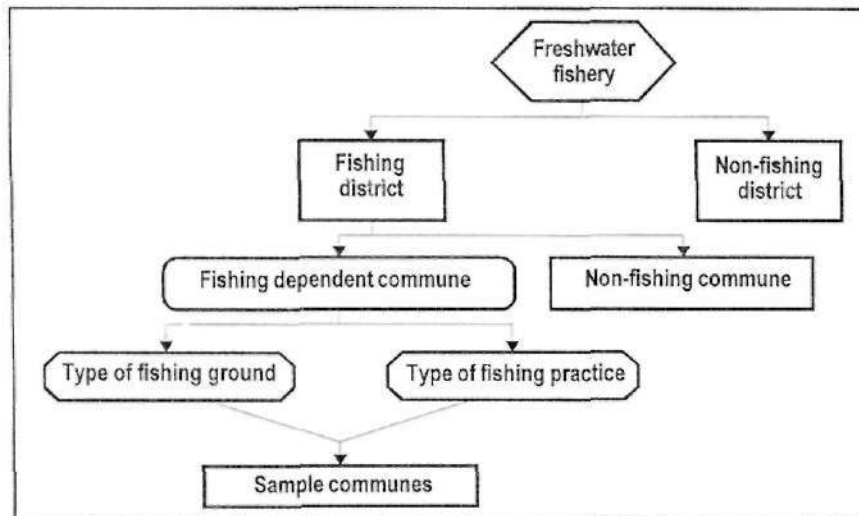 Freshwater
fishery
Fishing
district
Non-fishing
district
Fishing dependent commune
Non-fishing commune
Type of fishing ground
Type of fishing practice
Sample communes